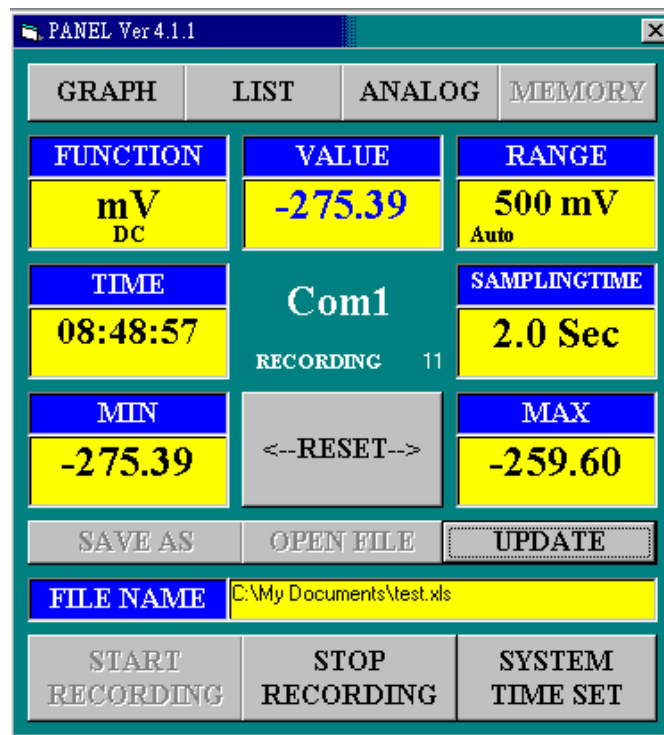 PANEL Ver 4.1.1
GRAPH LIST ANALOG MEMORY
FUNCTION VALUE RANGE
mV -275.39 500 mV
DC Auto
TIME Com1 SAMPLINGTIME
08:48:57 2.0 Sec
RECORDING 11
MIN <--RESET--> MAX
-275.39 -259.60
SAVE AS OPEN FILE UPDATE
FILE NAME C:\My Documents\test.xls
START STOP SYSTEM
RECORDING RECORDING TIME SET